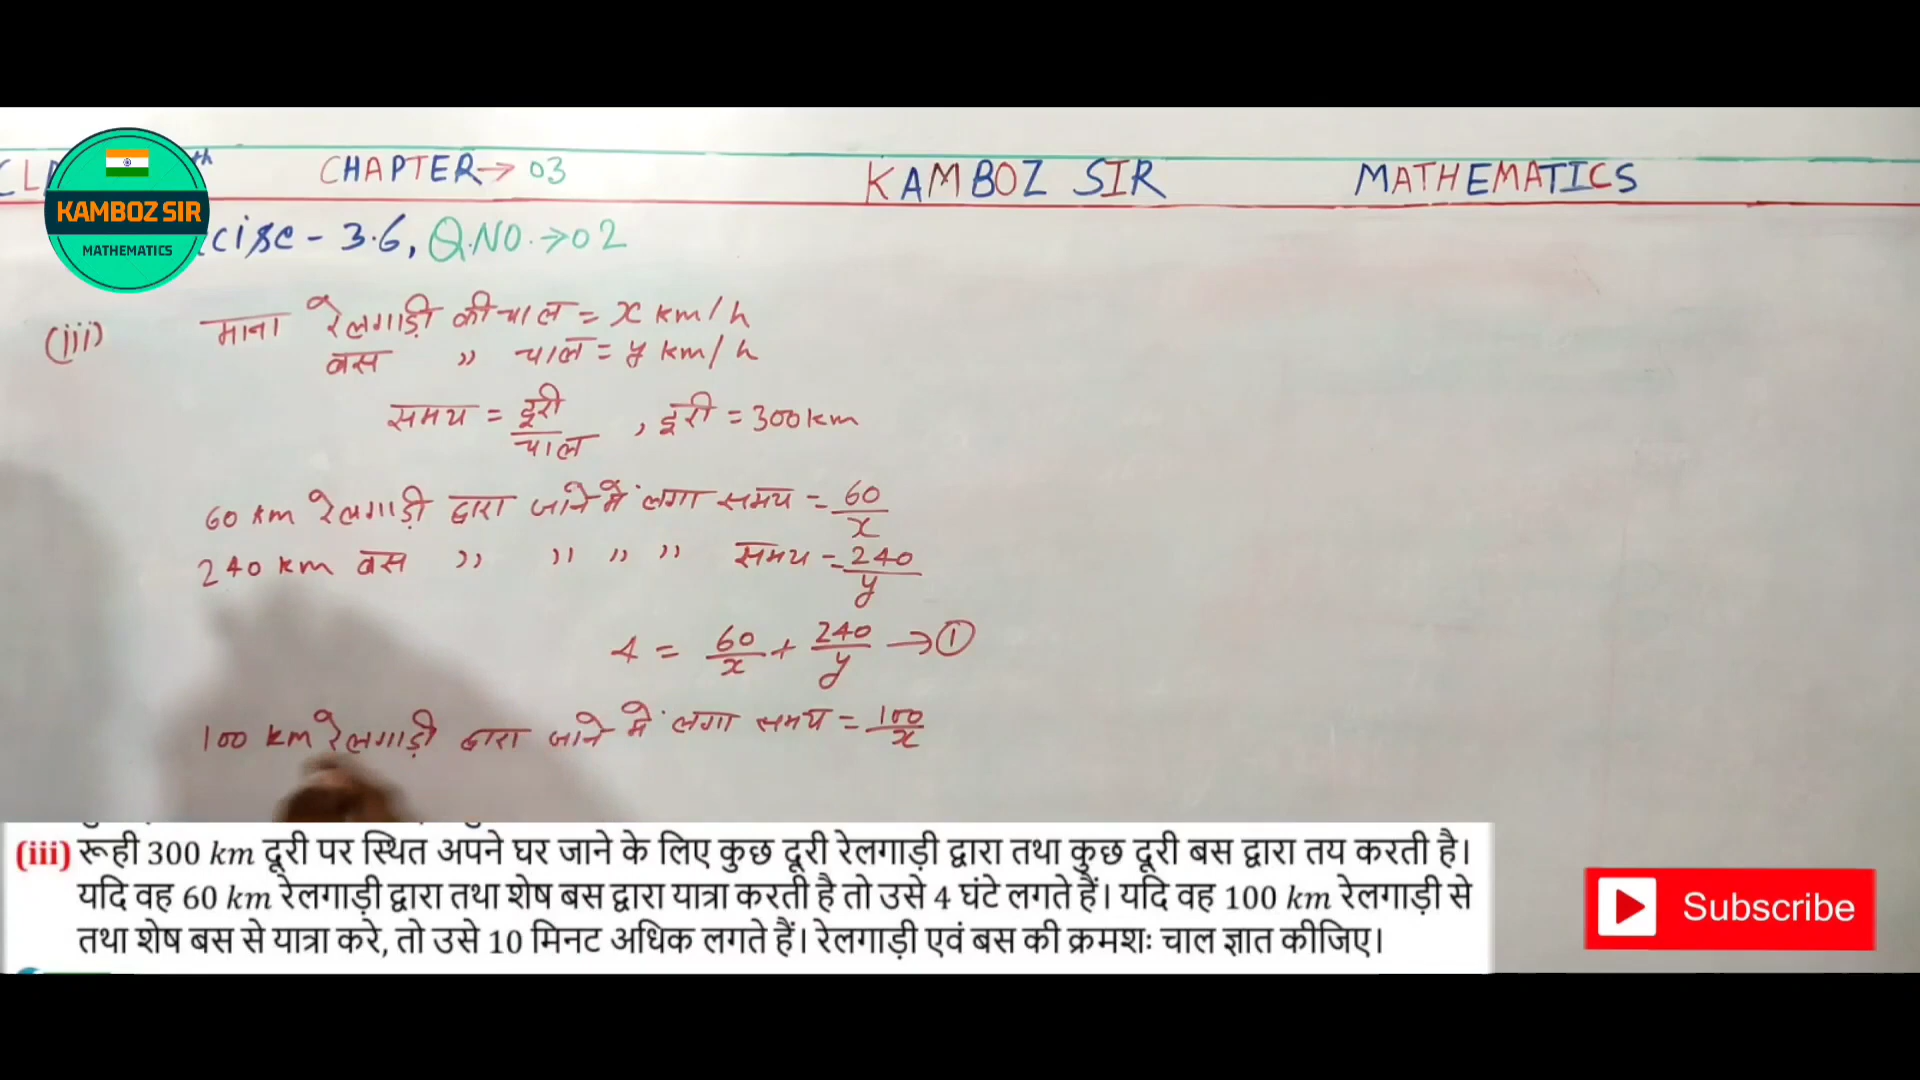 CHAPTER→ 03 KAMBOZ SIR MATHEMATICS
KAMBOZ SIR
MATHEMATICS
cise - 3.6, Q.NO.→02
(iii) माना रेलगाड़ी की चाल = x km/h
बस " चाल = y km/h
समय = दूरी/चाल , दूरी = 300km
60 km रेलगाड़ी द्वारा जाने में लगा समय = 60/x
240 km बस " " " " समय = 240/y
4 = 60/x + 240/y → ①
100 km रेलगाड़ी द्वारा जाने में लगा समय = 100/x
(iii) रूही 300 km दूरी पर स्थित अपने घर जाने के लिए कुछ दूरी रेलगाड़ी द्वारा तथा कुछ दूरी बस द्वारा तय करती है।
यदि वह 60 km रेलगाड़ी द्वारा तथा शेष बस द्वारा यात्रा करती है तो उसे 4 घंटे लगते हैं। यदि वह 100 km रेलगाड़ी से
तथा शेष बस से यात्रा करे, तो उसे 10 मिनट अधिक लगते हैं। रेलगाड़ी एवं बस की क्रमशः चाल ज्ञात कीजिए।
Subscribe